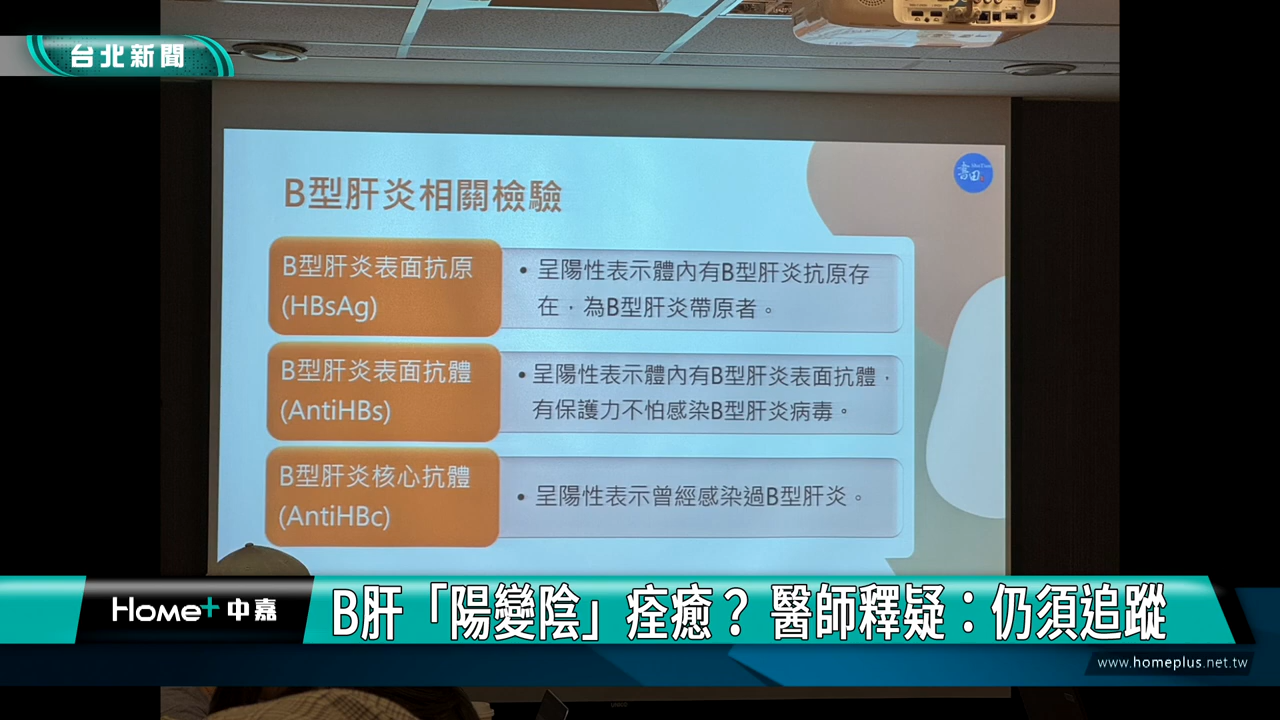 台北新聞
書田
B型肝炎相關檢驗
B型肝炎表面抗原
(HBsAg)
• 呈陽性表示體內有B型肝炎抗原存
在，為B型肝炎帶原者。
B型肝炎表面抗體
(AntiHBs)
• 呈陽性表示體內有B型肝炎表面抗體，
有保護力不怕感染B型肝炎病毒。
B型肝炎核心抗體
(AntiHBc)
• 呈陽性表示曾經感染過B型肝炎。
Home+中嘉
B肝「陽變陰」痊癒？ 醫師釋疑：仍須追蹤
www.homeplus.net.tw